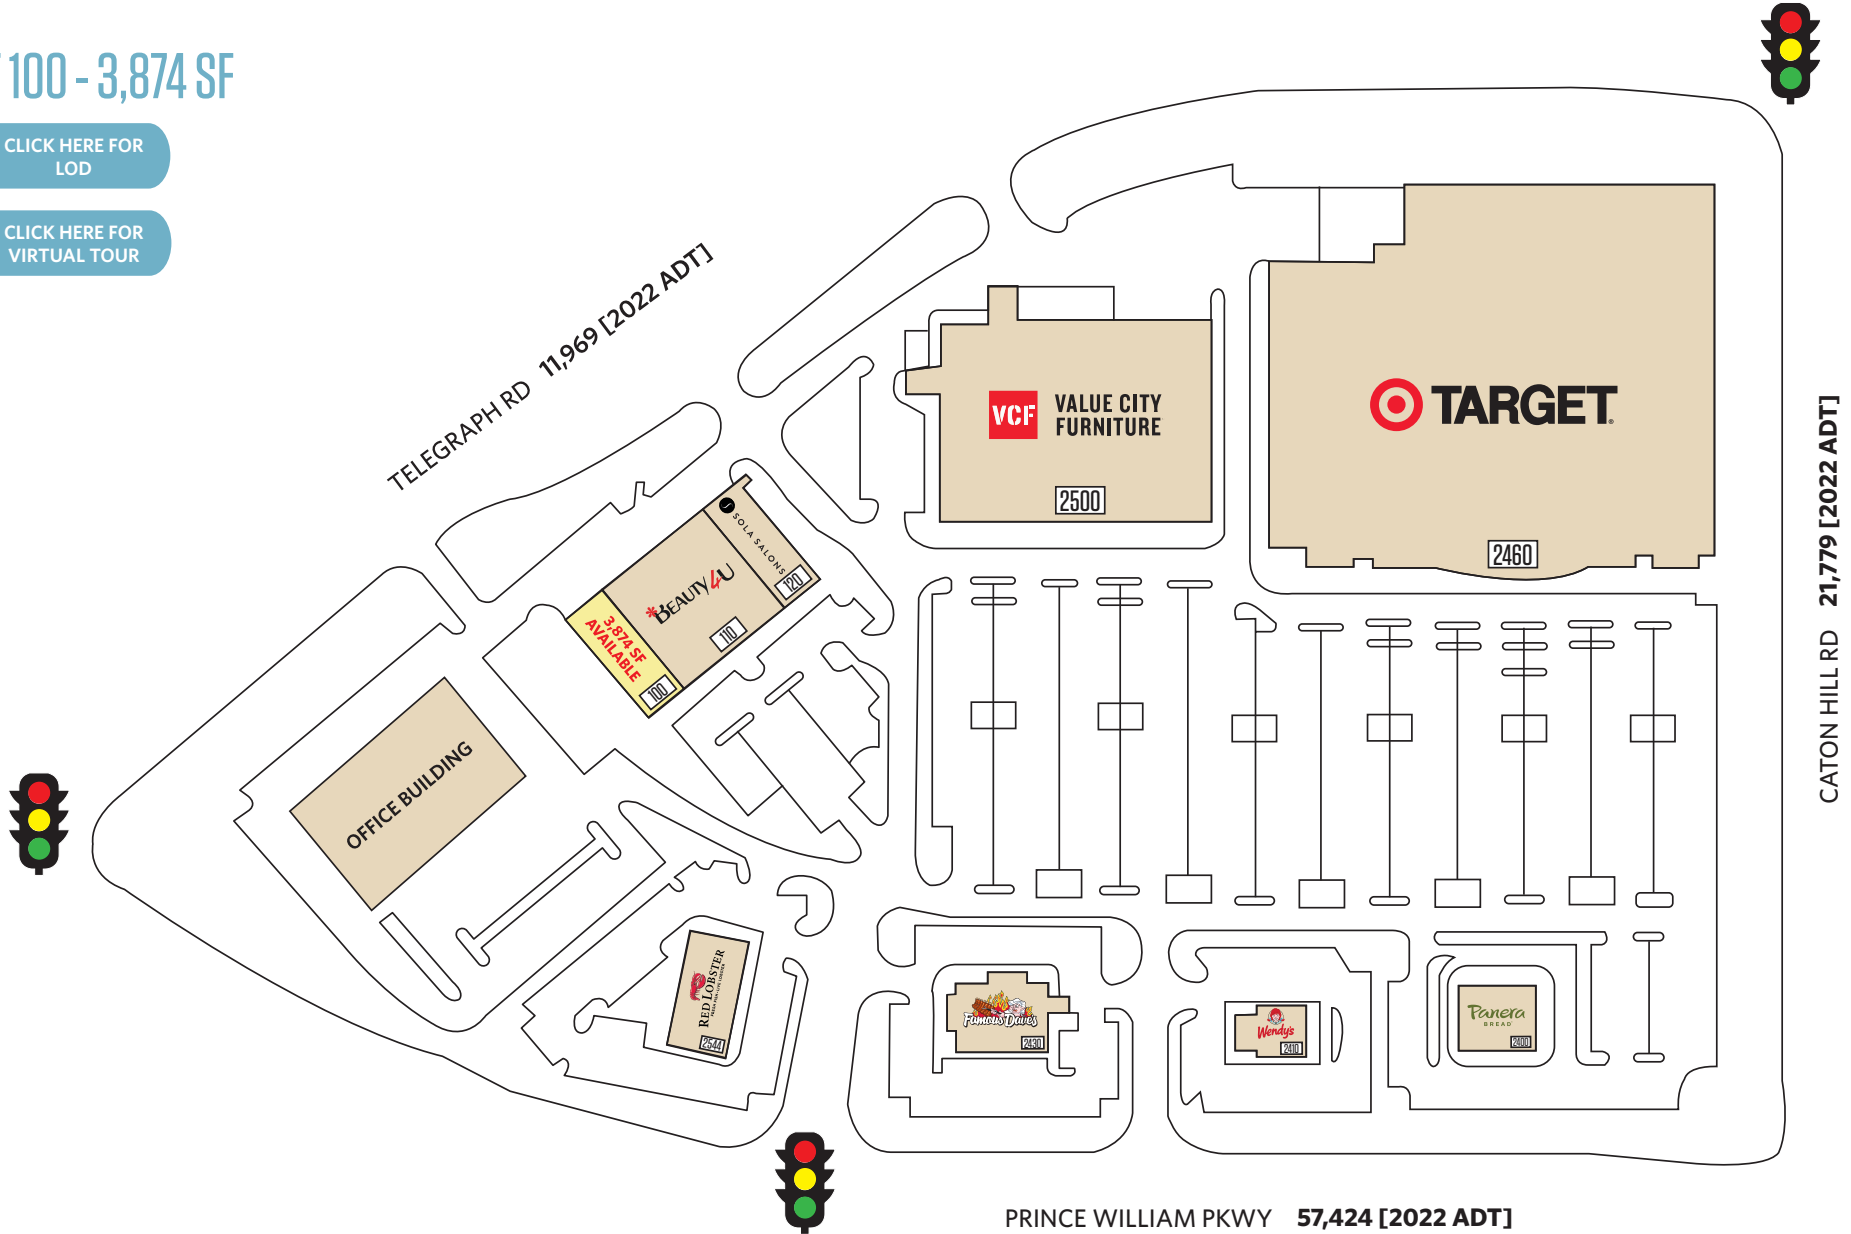 100 - 3,874 SF
CLICK HERE FOR
LOD
CLICK HERE FOR
VIRTUAL TOUR
TELEGRAPH RD 11,969 [2022 ADT]
VCF
VALUE CITY
FURNITURE
2500
TARGET
2460
CATON HILL RD 21,779 [2022 ADT]
SOLA SALONS
120
*BEAUTY4U
110
3,874 SF
AVAILABLE
100
OFFICE BUILDING
RED LOBSTER
2544
Famous Dave's
2430
Wendy's
2410
Panera
BREAD
2400
PRINCE WILLIAM PKWY 57,424 [2022 ADT]